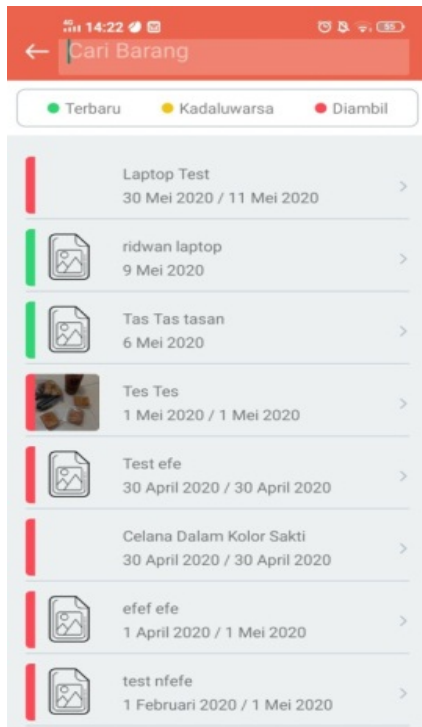 14:22
Cari Barang
Terbaru Kadaluwarsa Diambil
Laptop Test
30 Mei 2020 / 11 Mei 2020
ridwan laptop
9 Mei 2020
Tas Tas tasan
6 Mei 2020
Tes Tes
1 Mei 2020 / 1 Mei 2020
Test efe
30 April 2020 / 30 April 2020
Celana Dalam Kolor Sakti
30 April 2020 / 30 April 2020
efef efe
1 April 2020 / 1 Mei 2020
test nfefe
1 Februari 2020 / 1 Mei 2020